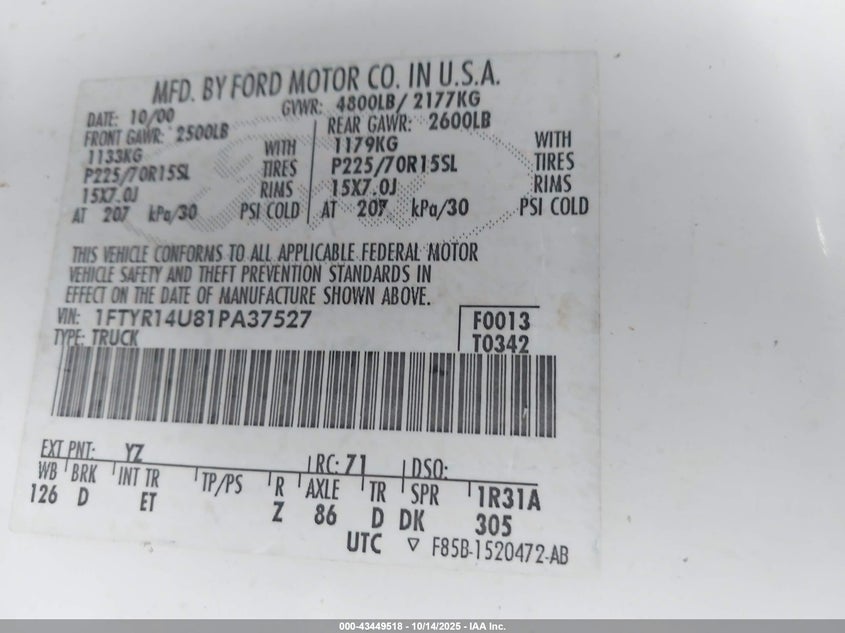 MFD. BY FORD MOTOR CO. IN U.S.A.
DATE: 10/00 GVWR: 4800LB/ 2177KG
FRONT GAWR: 2500LB REAR GAWR: 2600LB
1133KG WITH 1179KG WITH
P225/70R15SL TIRES P225/70R15SL TIRES
15X7.0J RIMS 15X7.0J RIMS
AT 207 kPa/30 PSI COLD AT 207 kPa/30 PSI COLD
THIS VEHICLE CONFORMS TO ALL APPLICABLE FEDERAL MOTOR
VEHICLE SAFETY AND THEFT PREVENTION STANDARDS IN
EFFECT ON THE DATE OF MANUFACTURE SHOWN ABOVE.
VIN: 1FTYR14U81PA37527 F0013
TYPE: TRUCK T0342
EXT PNT: YZ RC: 71 DSO:
WB BRK INT TR TP/PS R AXLE TR SPR 1R31A
126 D ET Z 86 D DK 305
UTC ▽ F85B-1520472-AB
000-43449518 - 10/14/2025 - IAA Inc.